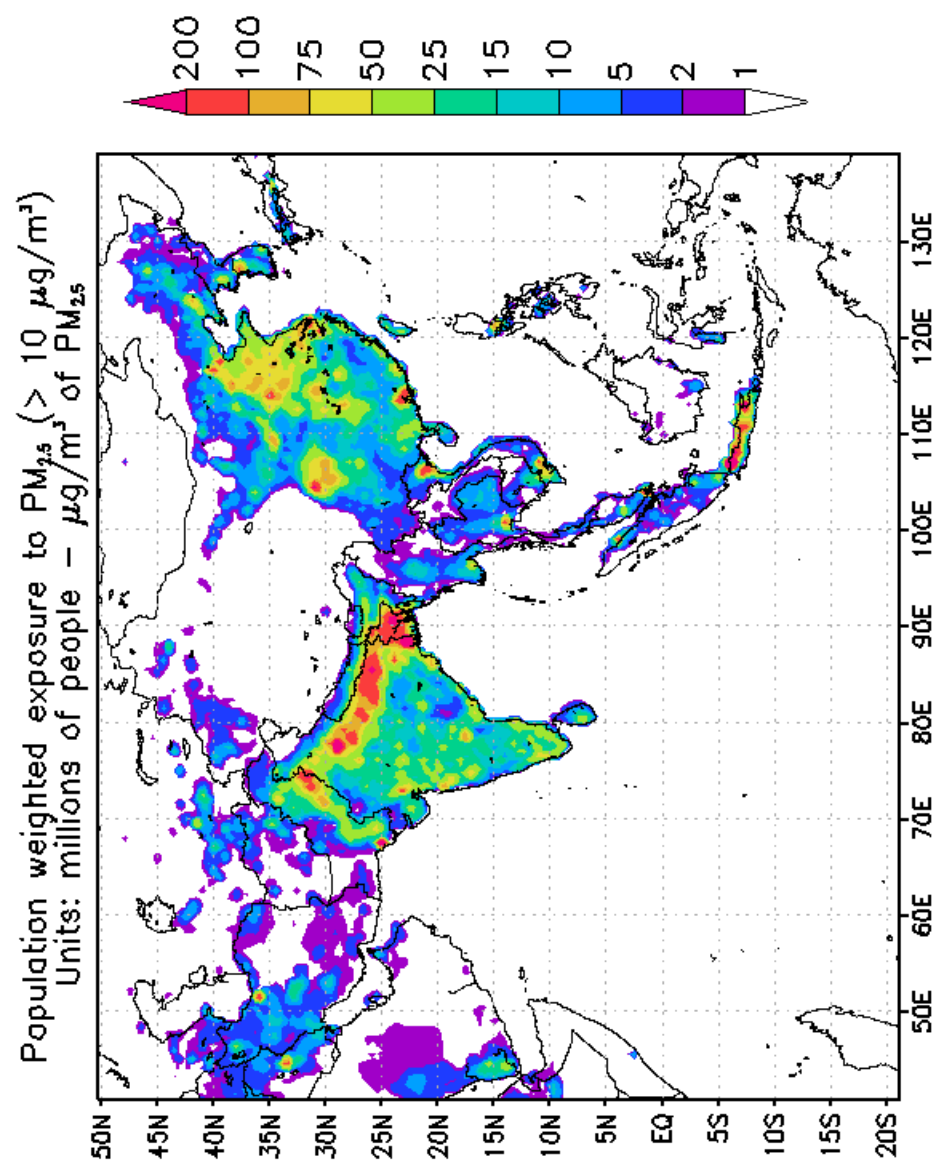 Population weighted exposure to PM₂.₅ (> 10 μg/m³)
Units: millions of people – μg/m³ of PM₂₅
50N
45N
40N
35N
30N
25N
20N
15N
10N
5N
EQ
5S
10S
15S
20S
50E
60E
70E
80E
90E
100E
110E
120E
130E
200
100
75
50
25
15
10
5
2
1